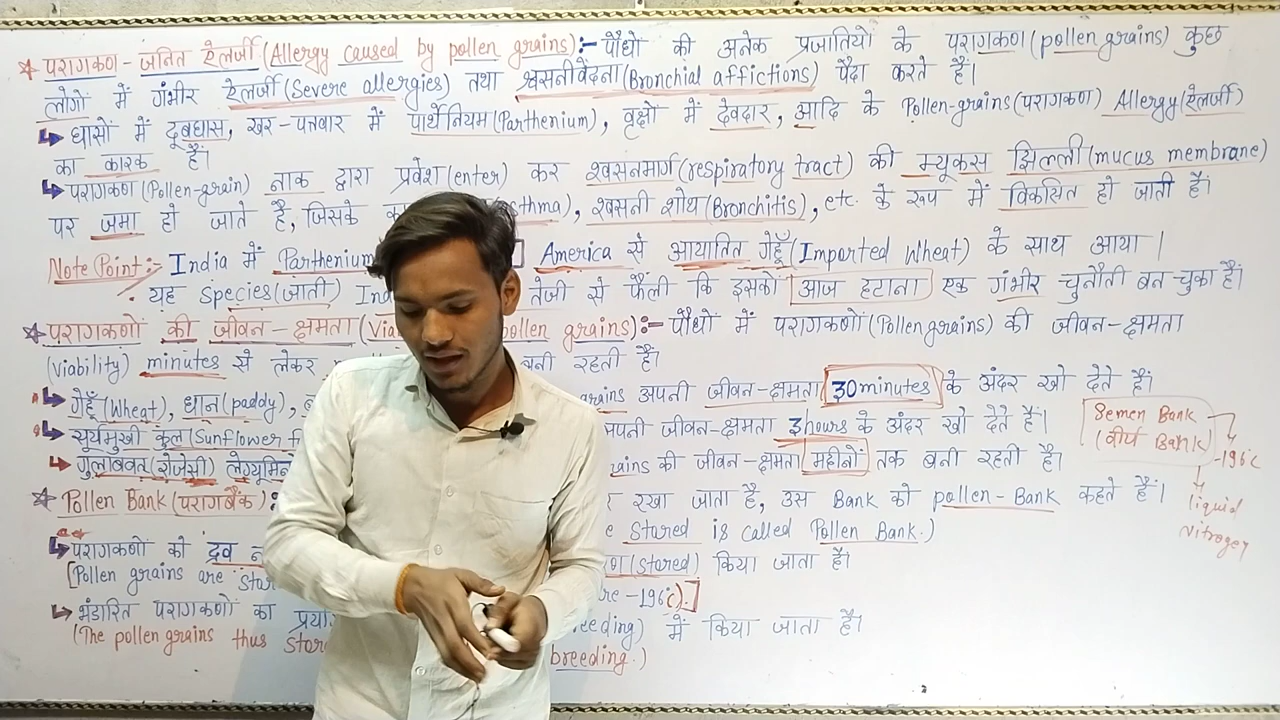 ☆ परागकण - जनित ऐलर्जी (Allergy caused by pollen grains) :- पौधों की अनेक प्रजातियों के परागकण (pollen grains) कुछ
लोगों में गंभीर ऐलर्जी (Severe allergies) तथा श्वसनीवेदना (Bronchial affictions) पैदा करते हैं।
↳ घासों में दूबघास, खर-पतवार में पार्थेनियम (Parthenium), वृक्षों में देवदार, आदि के Pollen-grains (परागकण) Allergy (ऐलर्जी)
का कारक हैं।
↳ परागकण (Pollen-grain) नाक द्वारा प्रवेश (enter) कर श्वसनमार्ग (respiratory tract) की म्यूकस झिल्ली (mucus membrane)
पर जमा हो जाते है, जिसके sthma), श्वसनी शोथ (Bronchitis), etc. के रूप में विकसित हो जाती हैं।
Note Point :- India में Parthenium America से आयातित गेहूँ (Imported Wheat) के साथ आया।
यह Species (जाती) Ind तेजी से फैली कि इसको आज हटाना एक गंभीर चुनौती बन चुका हैं।
☆ परागकणों की जीवन-क्षमता (Via pollen grains) :- पौधों में परागकणों (Pollen grains) की जीवन-क्षमता
(viability) minutes से लेकर बनी रहती हैं।
↳ गेहूँ (Wheat), धान (paddy), grains अपनी जीवन-क्षमता 30 minutes के अंदर खो देते हैं।
↳ सूर्यमुखी कुल (Sunflower f अपनी जीवन-क्षमता 3 hours के अंदर खो देते हैं।
↳ गुलाबवत (रोजेसी) लेग्यूमिनो rains की जीवन-क्षमता महीनों तक बनी रहती हैं।
Semen Bank
(वीर्य Bank)
-196°c
liquid
Nitrogen
☆ Pollen Bank (परागबैंक) : रखा जाता है, उस Bank को pollen-Bank कहते हैं।
e stared is called Pollen Bank.)
↳ परागकणों को द्रव (stored) किया जाता हैं।
[Pollen grains are stor re -196°c).]
↳ भंडारित परागकणों का eeding) में किया जाता हैं।
(The pollen grains thus stor breeding.)